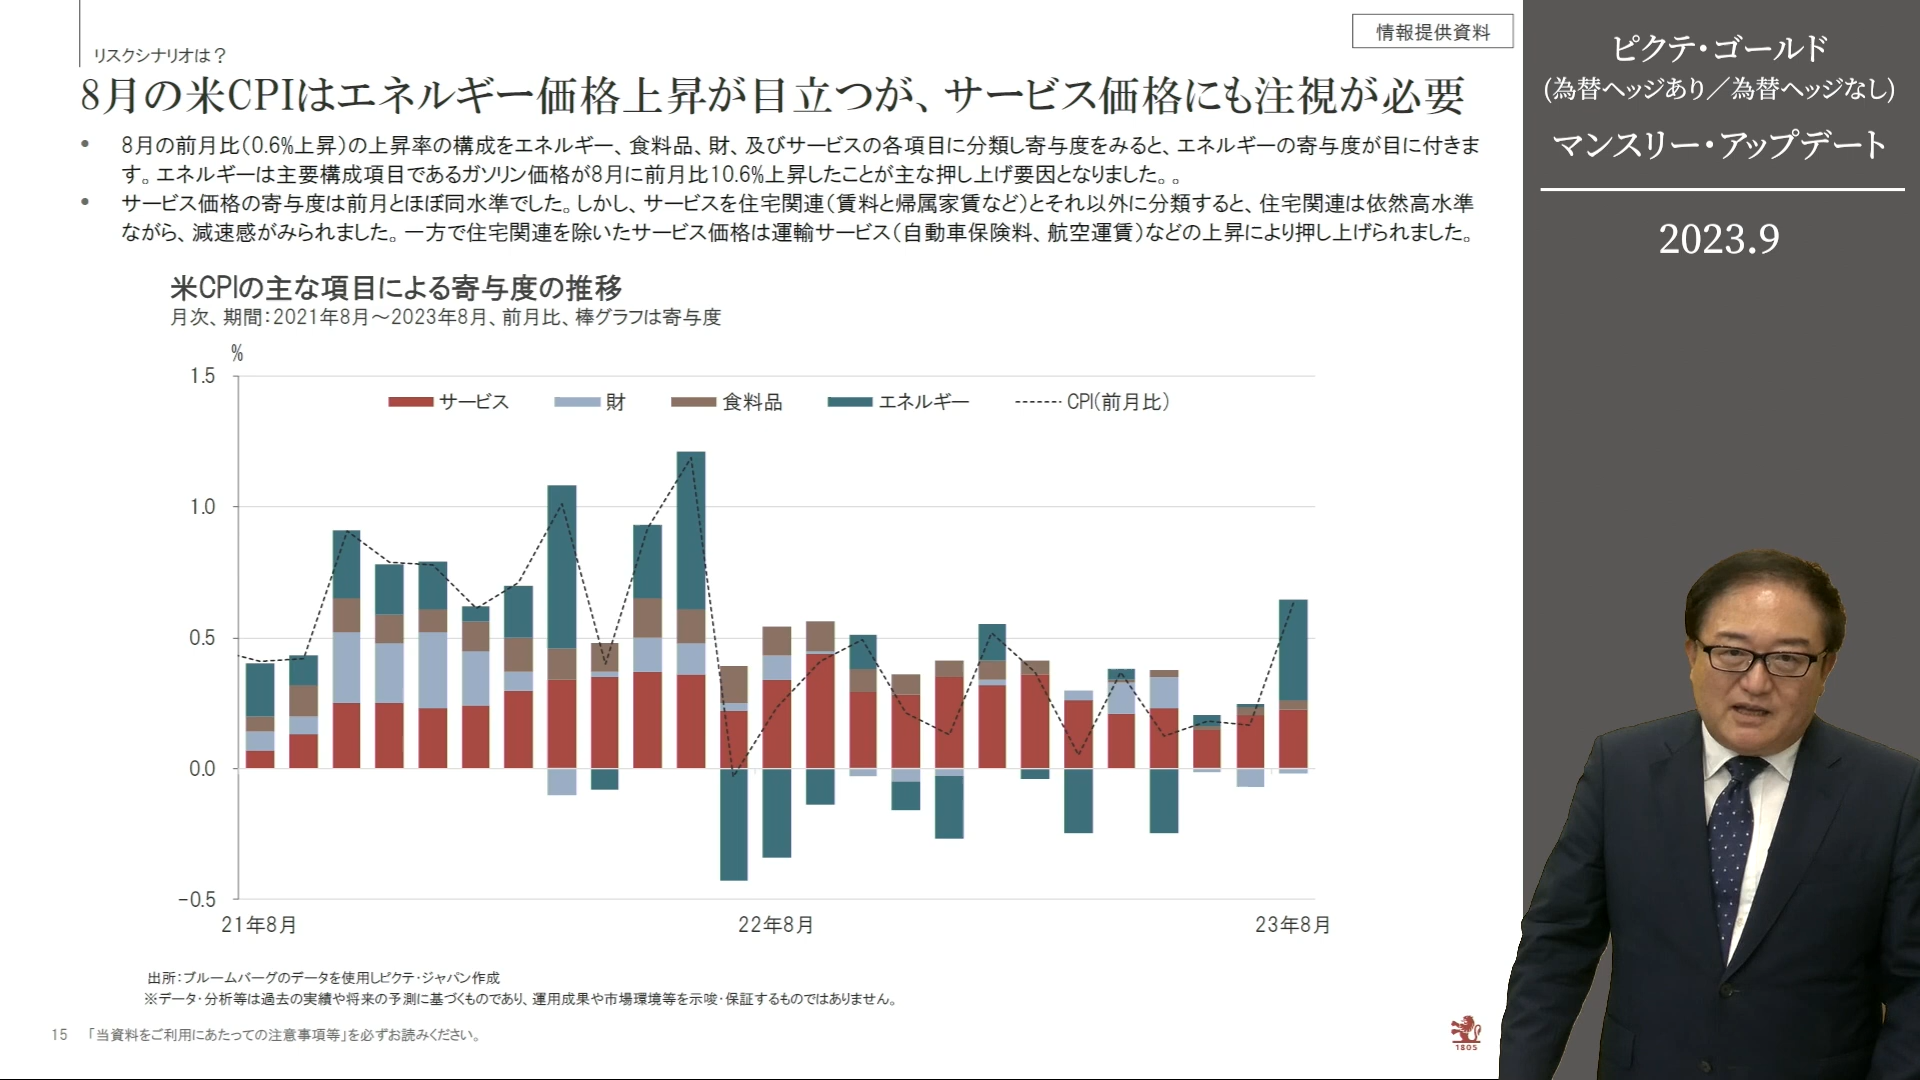 情報提供資料
リスクシナリオは？
8月の米CPIはエネルギー価格上昇が目立つが、サービス価格にも注視が必要
• 8月の前月比（0.6%上昇）の上昇率の構成をエネルギー、食料品、財、及びサービスの各項目に分類し寄与度をみると、エネルギーの寄与度が目に付きま
す。エネルギーは主要構成項目であるガソリン価格が8月に前月比10.6%上昇したことが主な押し上げ要因となりました。。
• サービス価格の寄与度は前月とほぼ同水準でした。しかし、サービスを住宅関連（賃料と帰属家賃など）とそれ以外に分類すると、住宅関連は依然高水準
ながら、減速感がみられました。一方で住宅関連を除いたサービス価格は運輸サービス（自動車保険料、航空運賃）などの上昇により押し上げられました。
米CPIの主な項目による寄与度の推移
月次、期間：2021年8月～2023年8月、前月比、棒グラフは寄与度
%
1.5
サービス 財 食料品 エネルギー CPI(前月比)
1.0
0.5
0.0
-0.5
21年8月 22年8月 23年8月
出所：ブルームバーグのデータを使用しピクテ・ジャパン作成
※データ・分析等は過去の実績や将来の予測に基づくものであり、運用成果や市場環境等を示唆・保証するものではありません。
15 「当資料をご利用にあたっての注意事項等」を必ずお読みください。
1805
ピクテ・ゴールド
(為替ヘッジあり／為替ヘッジなし)
マンスリー・アップデート
2023.9